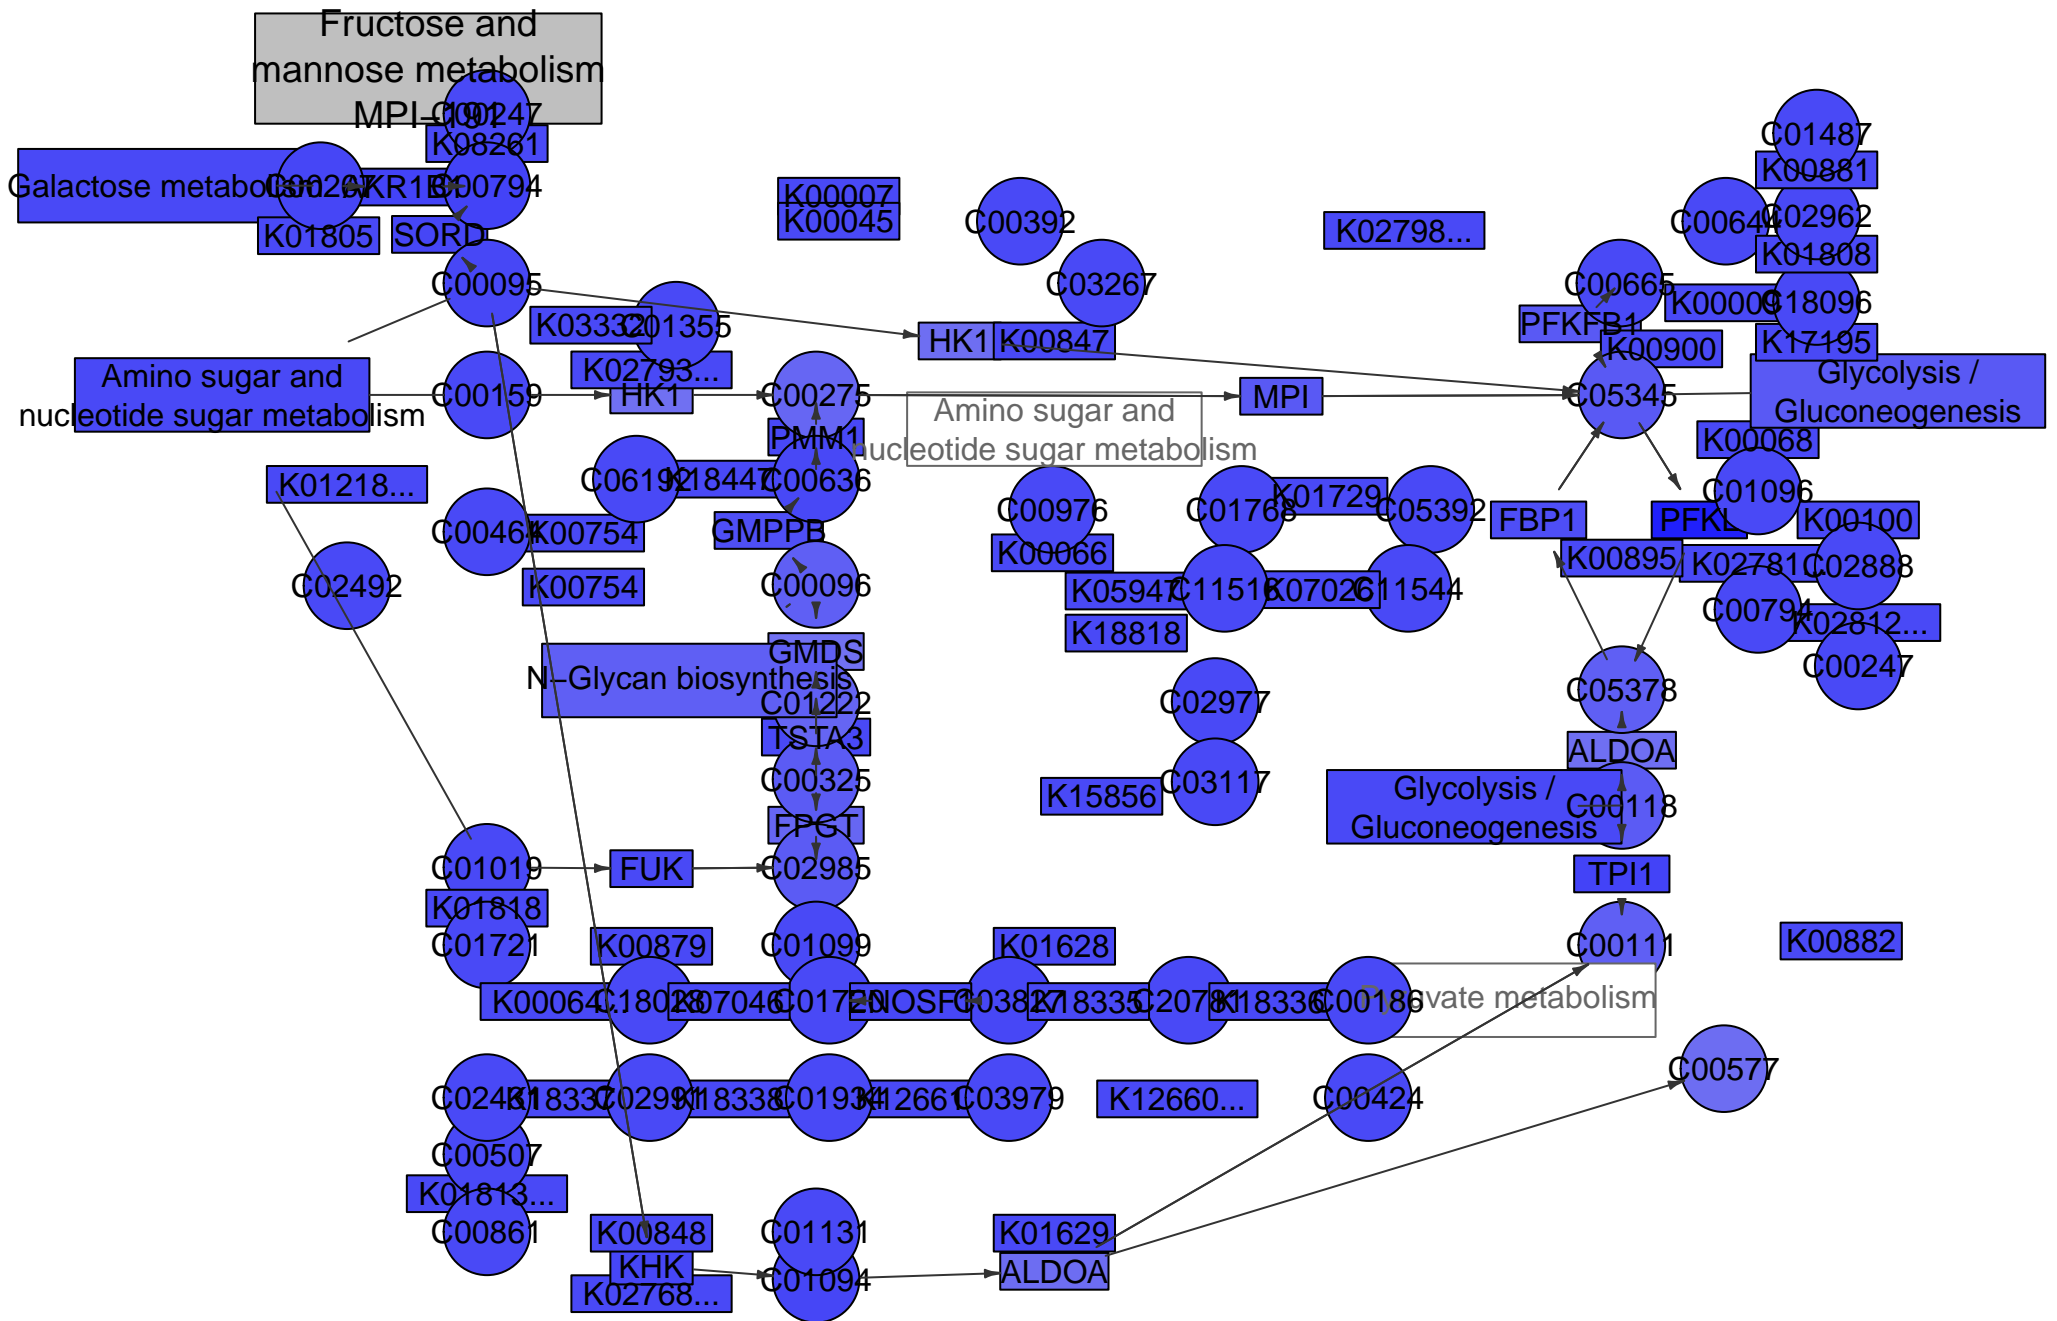 Fructose and
mannose metabolism
C00247
K08261
Galactose metabolism
C00794
K01805
SORD
C00095
K00007
K00045
C00392
C03267
K02798...
C01487
K00881
C00644
C02962
K01808
C00665
K00009
C18096
K17195
PFKFB1
K00900
K03332
C01355
K02793...
HK1
K00847
Amino sugar and
nucleotide sugar metabolism
C00159
HK1
C00275
PMM1
Amino sugar and
nucleotide sugar metabolism
MPI
C05345
Glycolysis /
Gluconeogenesis
K00068
K01218...
C06192
K18447
C00636
C00464
K00754
GMPPB
C00976
K00066
C01768
K01729
C05392
FBP1
C01096
K00100
K00895
K02781
C02888
C02492
K00754
C00096
K05947
C11516
K07026
C11544
K18818
C00794
K02812...
C00247
GMDS
N−Glycan biosynthesis
C01222
TSTA3
C00325
FPGT
C02977
C03117
K15856
C05378
ALDOA
Glycolysis /
Gluconeogenesis
C00118
C01019
FUK
C02985
TPI1
K01818
C01721
K00879
C01099
K01628
C00111
K00882
C18028
K07046
C01720
ENOSF1
C03827
K18335
C20781
K18336
C00186
metabolism
C02431
K18337
C02991
K18338
C01934
K12661
C03979
K12660...
C00424
C00577
C00507
K01813...
C00861
K00848
KHK
K02768...
C01131
C01094
K01629
ALDOA